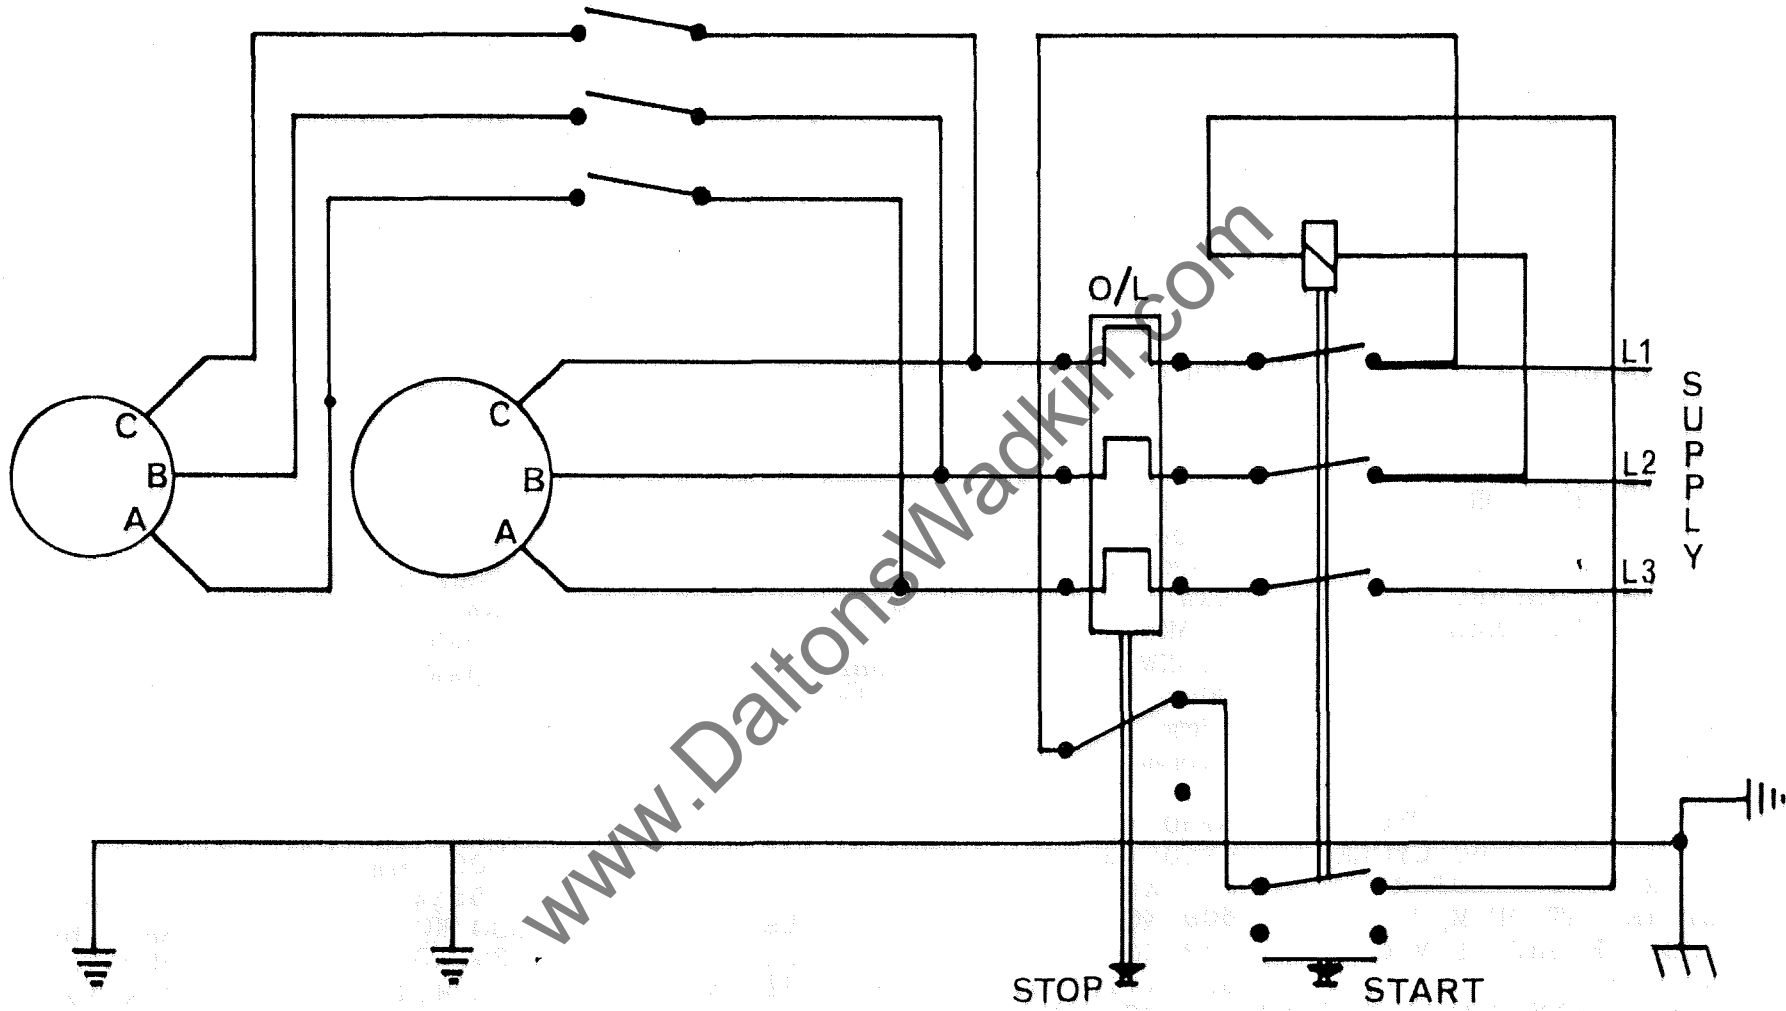 O/L
L1
L2
L3
SUPPLY
C
B
A
C
B
A
STOP
START
www.DaltonsWadkin.com